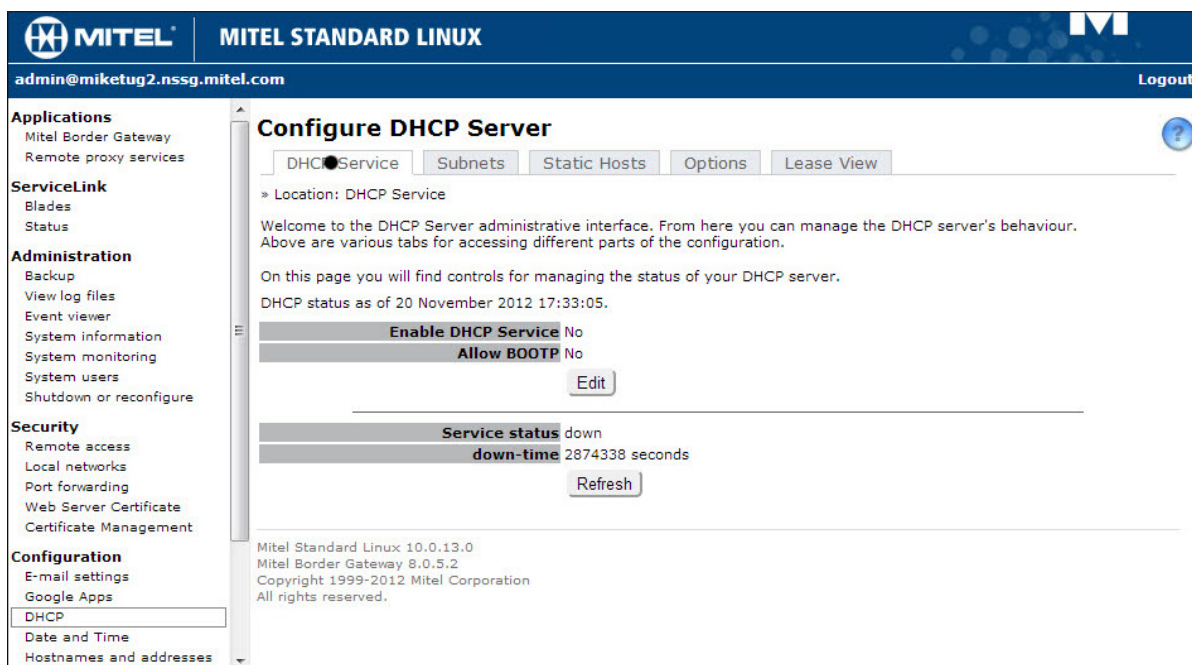 MITEL
MITEL STANDARD LINUX
admin@miketug2.nssg.mitel.com
Logout
Applications
Mitel Border Gateway
Remote proxy services
ServiceLink
Blades
Status
Administration
Backup
View log files
Event viewer
System information
System monitoring
System users
Shutdown or reconfigure
Security
Remote access
Local networks
Port forwarding
Web Server Certificate
Certificate Management
Configuration
E-mail settings
Google Apps
DHCP
Date and Time
Hostnames and addresses
Configure DHCP Server
?
DHCP Service
Subnets
Static Hosts
Options
Lease View
» Location: DHCP Service
Welcome to the DHCP Server administrative interface. From here you can manage the DHCP server's behaviour.
Above are various tabs for accessing different parts of the configuration.
On this page you will find controls for managing the status of your DHCP server.
DHCP status as of 20 November 2012 17:33:05.
Enable DHCP Service No
Allow BOOTP No
Edit
Service status down
down-time 2874338 seconds
Refresh
Mitel Standard Linux 10.0.13.0
Mitel Border Gateway 8.0.5.2
Copyright 1999-2012 Mitel Corporation
All rights reserved.